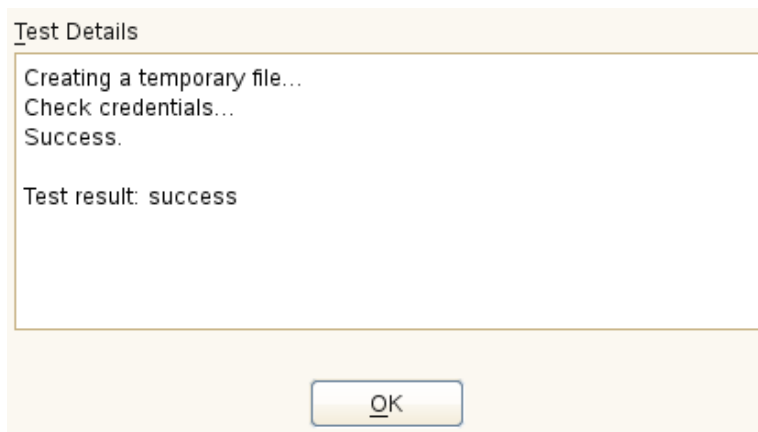 Test Details
Creating a temporary file...
Check credentials...
Success.
Test result: success
OK